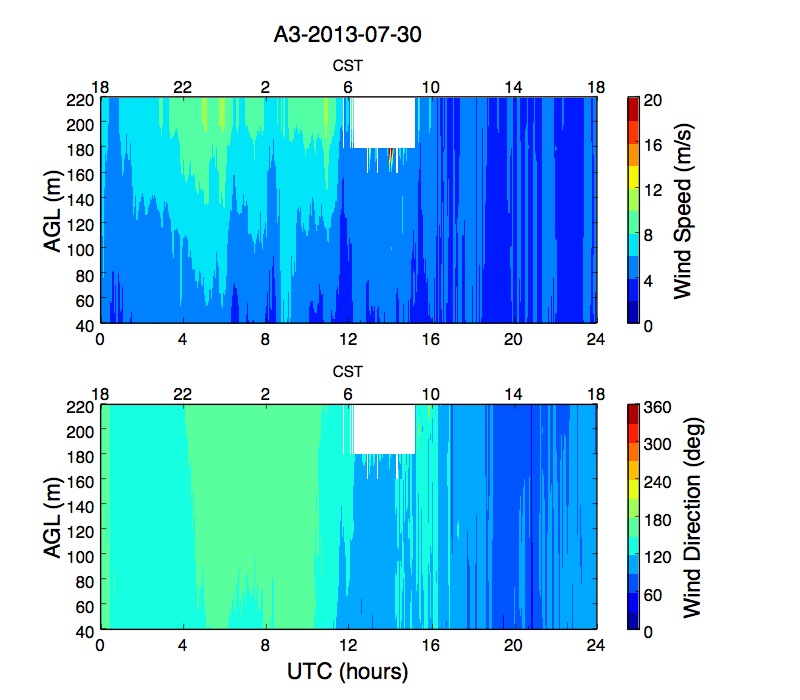 A3-2013-07-30
CST
18 22 2 6 10 14 18
220
200
180
160
140
120
100
80
60
40
AGL (m)
0 4 8 12 16 20 24
20
16
12
8
4
0
Wind Speed (m/s)
CST
18 22 2 6 10 14 18
220
200
180
160
140
120
100
80
60
40
AGL (m)
0 4 8 12 16 20 24
UTC (hours)
360
300
240
180
120
60
0
Wind Direction (deg)